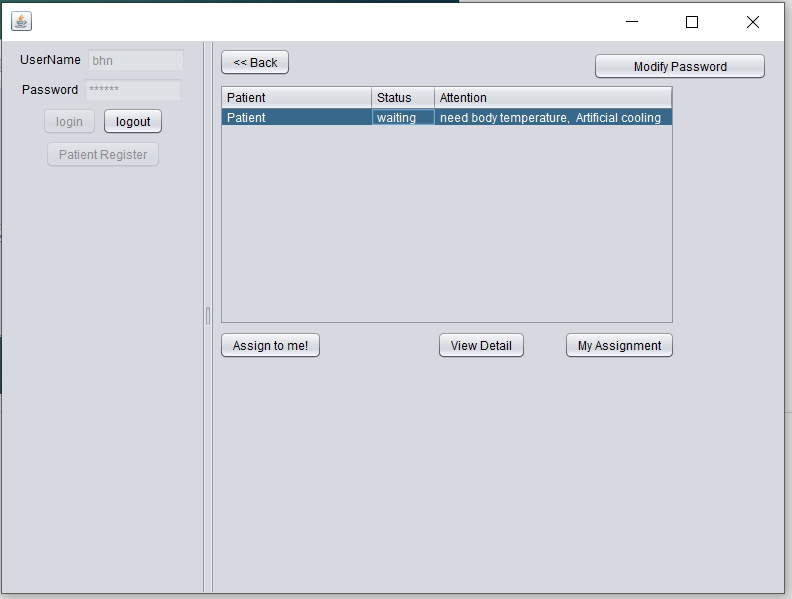 UserName bhn
Password ******
login logout
Patient Register
<< Back
Modify Password
Patient Status Attention
Patient waiting need body temperature, Artificial cooling
Assign to me! View Detail My Assignment